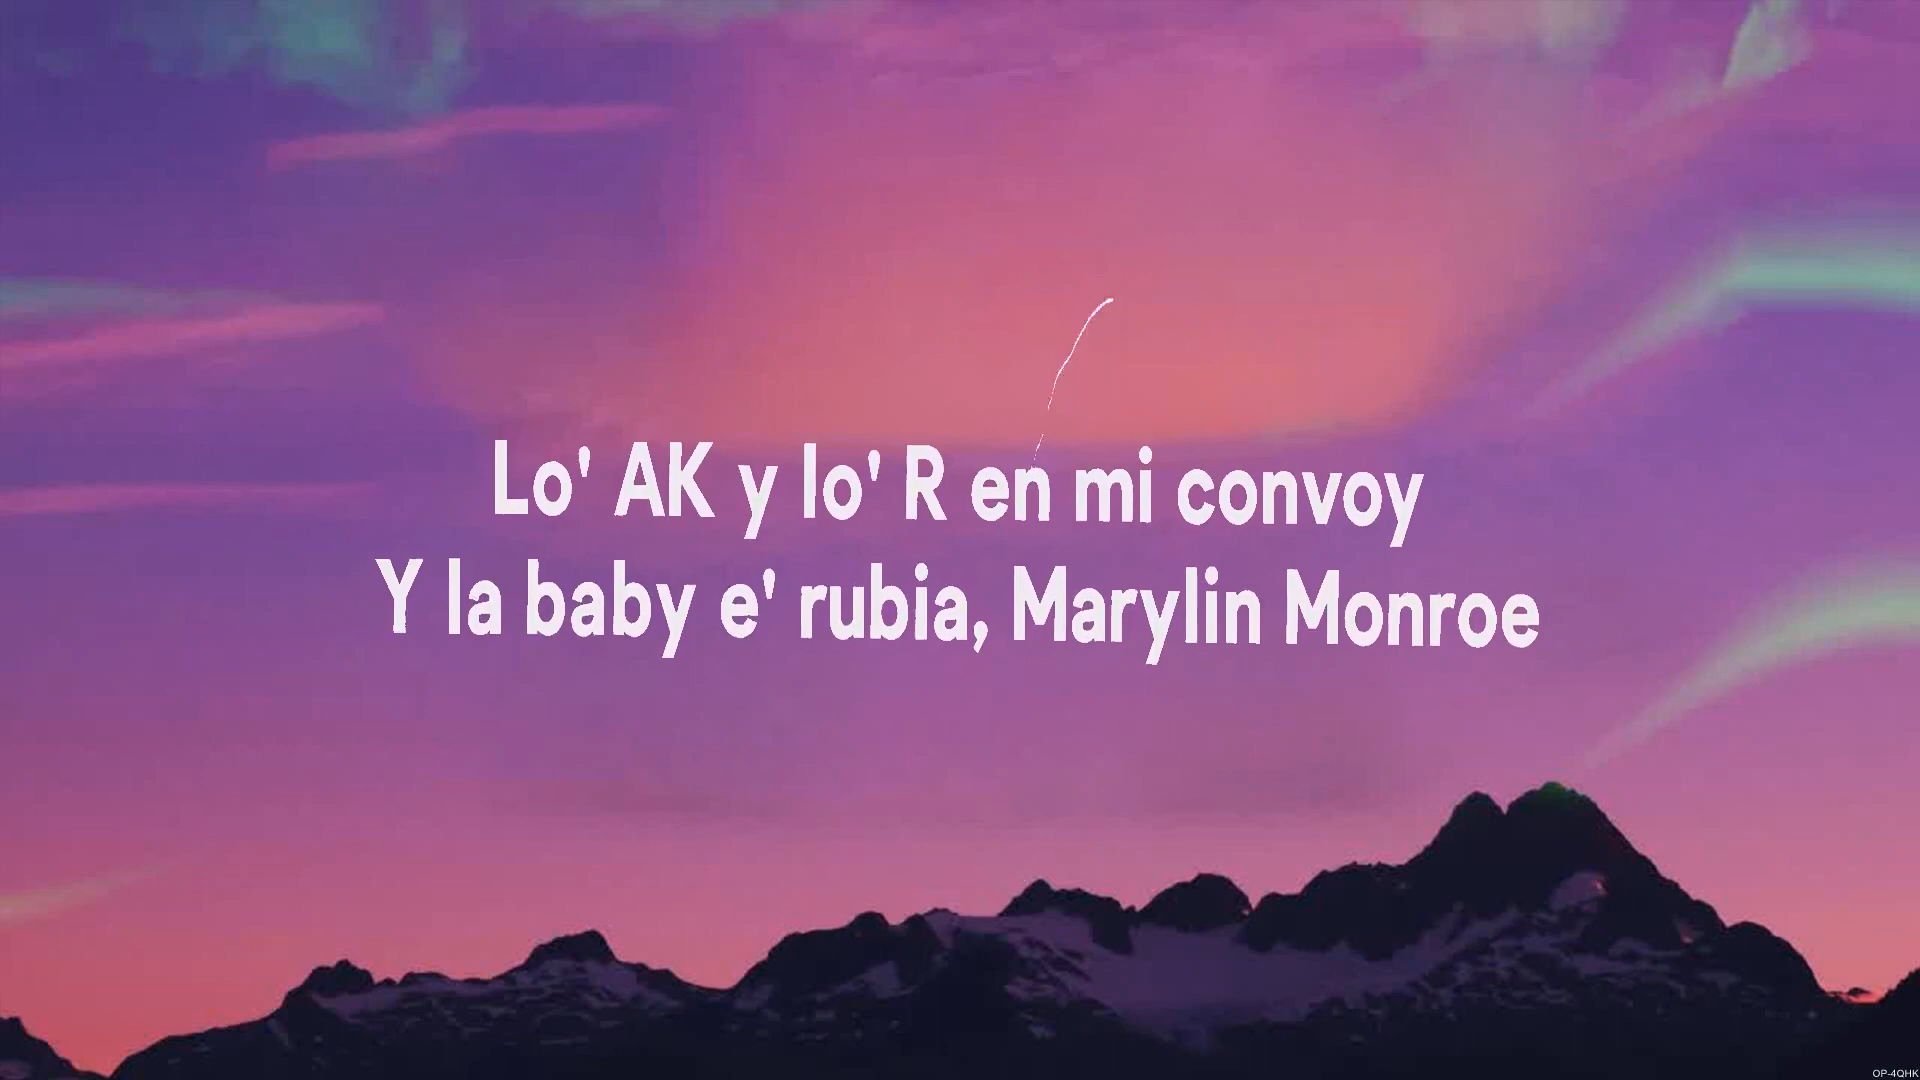 Lo' AK y lo' R en mi convoy
Y la baby e' rubia, Marylin Monroe
OP-4QHK